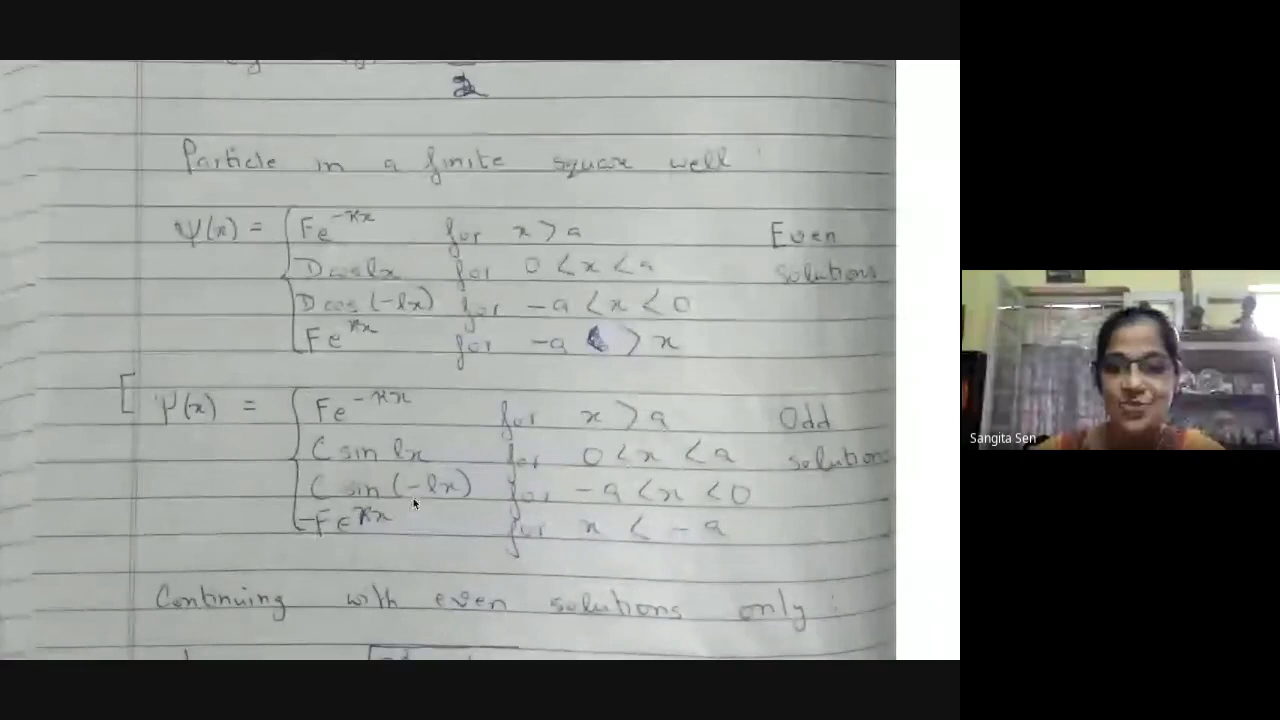 2
Particle in a finite square well
Ψ(x) = { Fe^{-κx} for x > a Even
D cos lx for 0 < x < a solutions
D cos (-lx) for -a < x < 0
Fe^{κx} for -a > x
[ Ψ(x) = { Fe^{-κx} for x > a Odd
C sin lx for 0 < x < a solutions
C sin (-lx) for -a < x < 0
-Fe^{κx} for x < -a
Continuing with even solutions only :
Sangita Sen